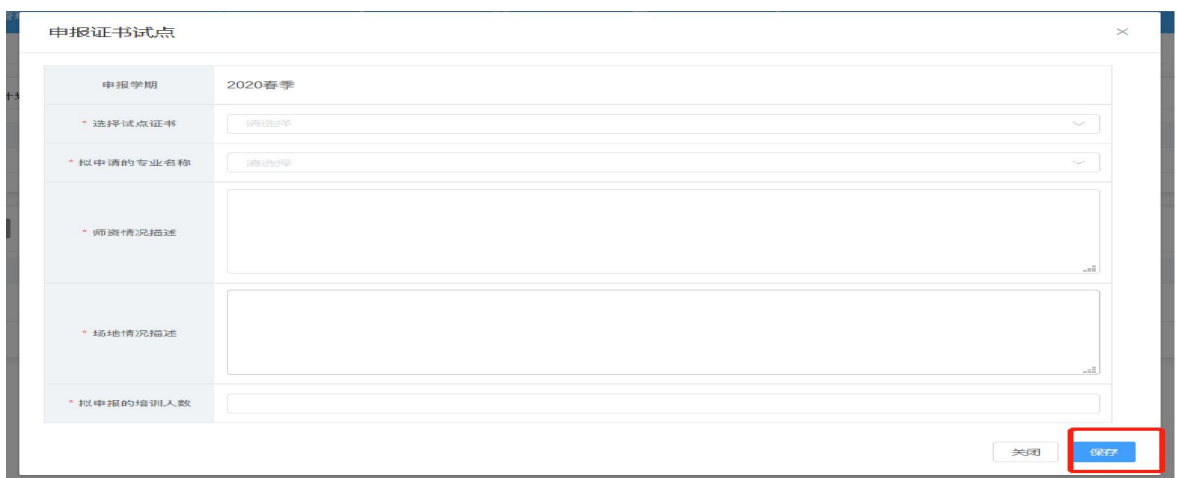 申报证书试点
申报学期 2020春季
* 选择试点证书 请选择
* 拟申请的专业名称 请选择
* 师资情况描述
* 场地情况描述
* 拟申报的培训人数
关闭 保存